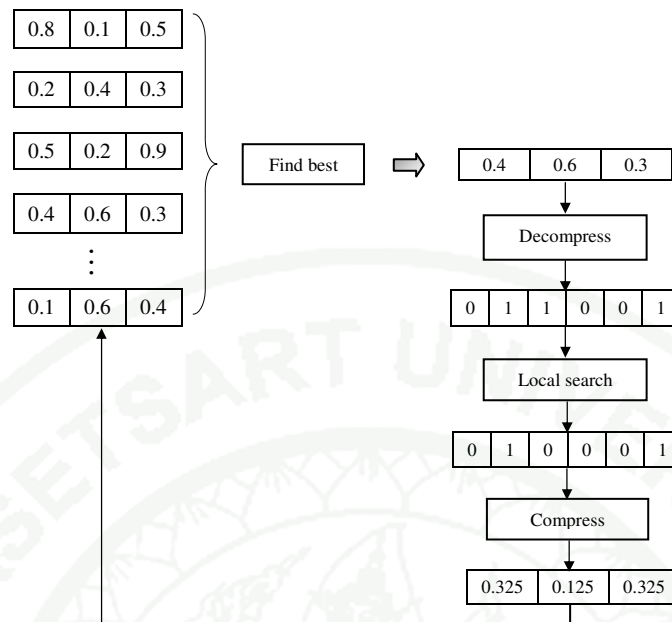 0.8 0.1 0.5
0.2 0.4 0.3
0.5 0.2 0.9
0.4 0.6 0.3
⋮
0.1 0.6 0.4
Find best
0.4 0.6 0.3
Decompress
0 1 1 0 0 1
Local search
0 1 0 0 0 1
Compress
0.325 0.125 0.325
SETSART UNIVE